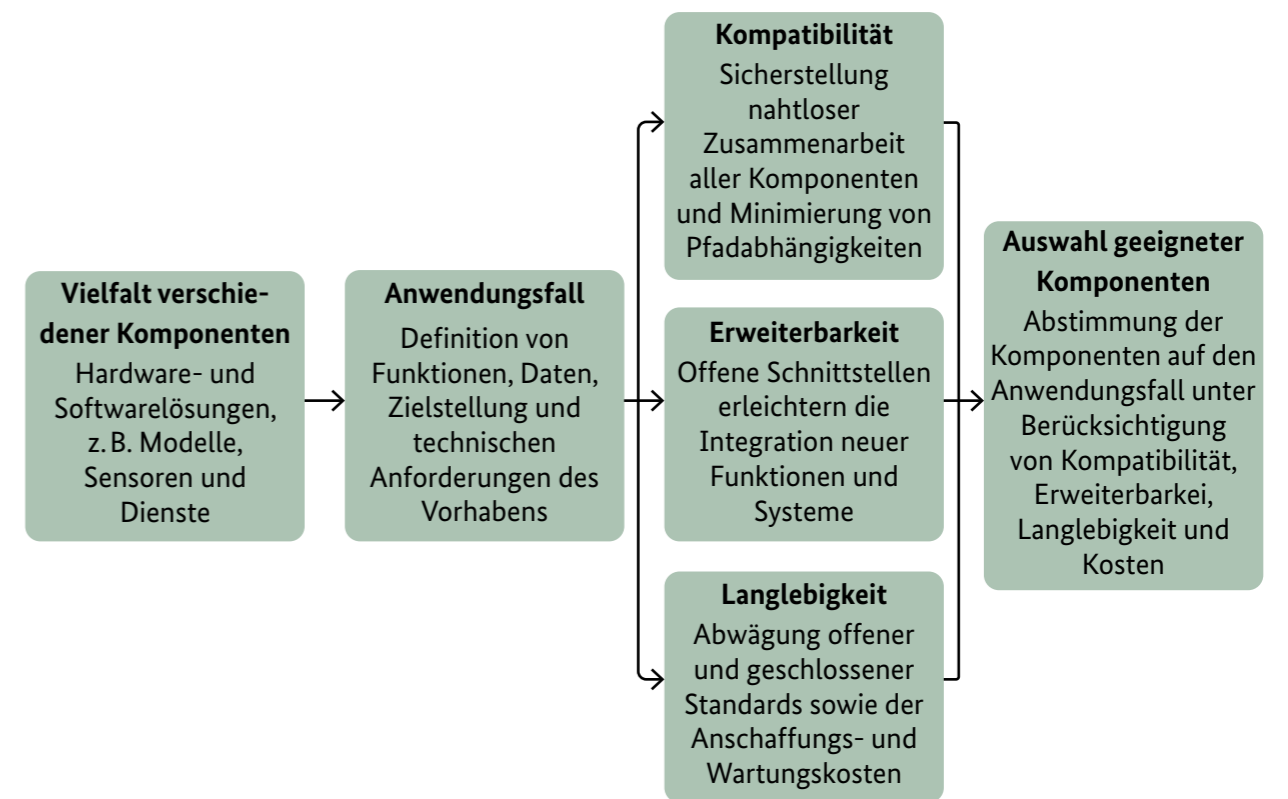 Vielfalt verschie-
dener Komponenten
Hardware- und
Softwarelösungen,
z. B. Modelle,
Sensoren und
Dienste
Anwendungsfall
Definition von
Funktionen, Daten,
Zielstellung und
technischen
Anforderungen des
Vorhabens
Kompatibilität
Sicherstellung
nahtloser
Zusammenarbeit
aller Komponenten
und Minimierung von
Pfadabhängigkeiten
Erweiterbarkeit
Offene Schnittstellen
erleichtern die
Integration neuer
Funktionen und
Systeme
Langlebigkeit
Abwägung offener
und geschlossener
Standards sowie der
Anschaffungs- und
Wartungskosten
Auswahl geeigneter
Komponenten
Abstimmung der
Komponenten auf den
Anwendungsfall unter
Berücksichtigung
von Kompatibilität,
Erweiterbarkei,
Langlebigkeit und
Kosten